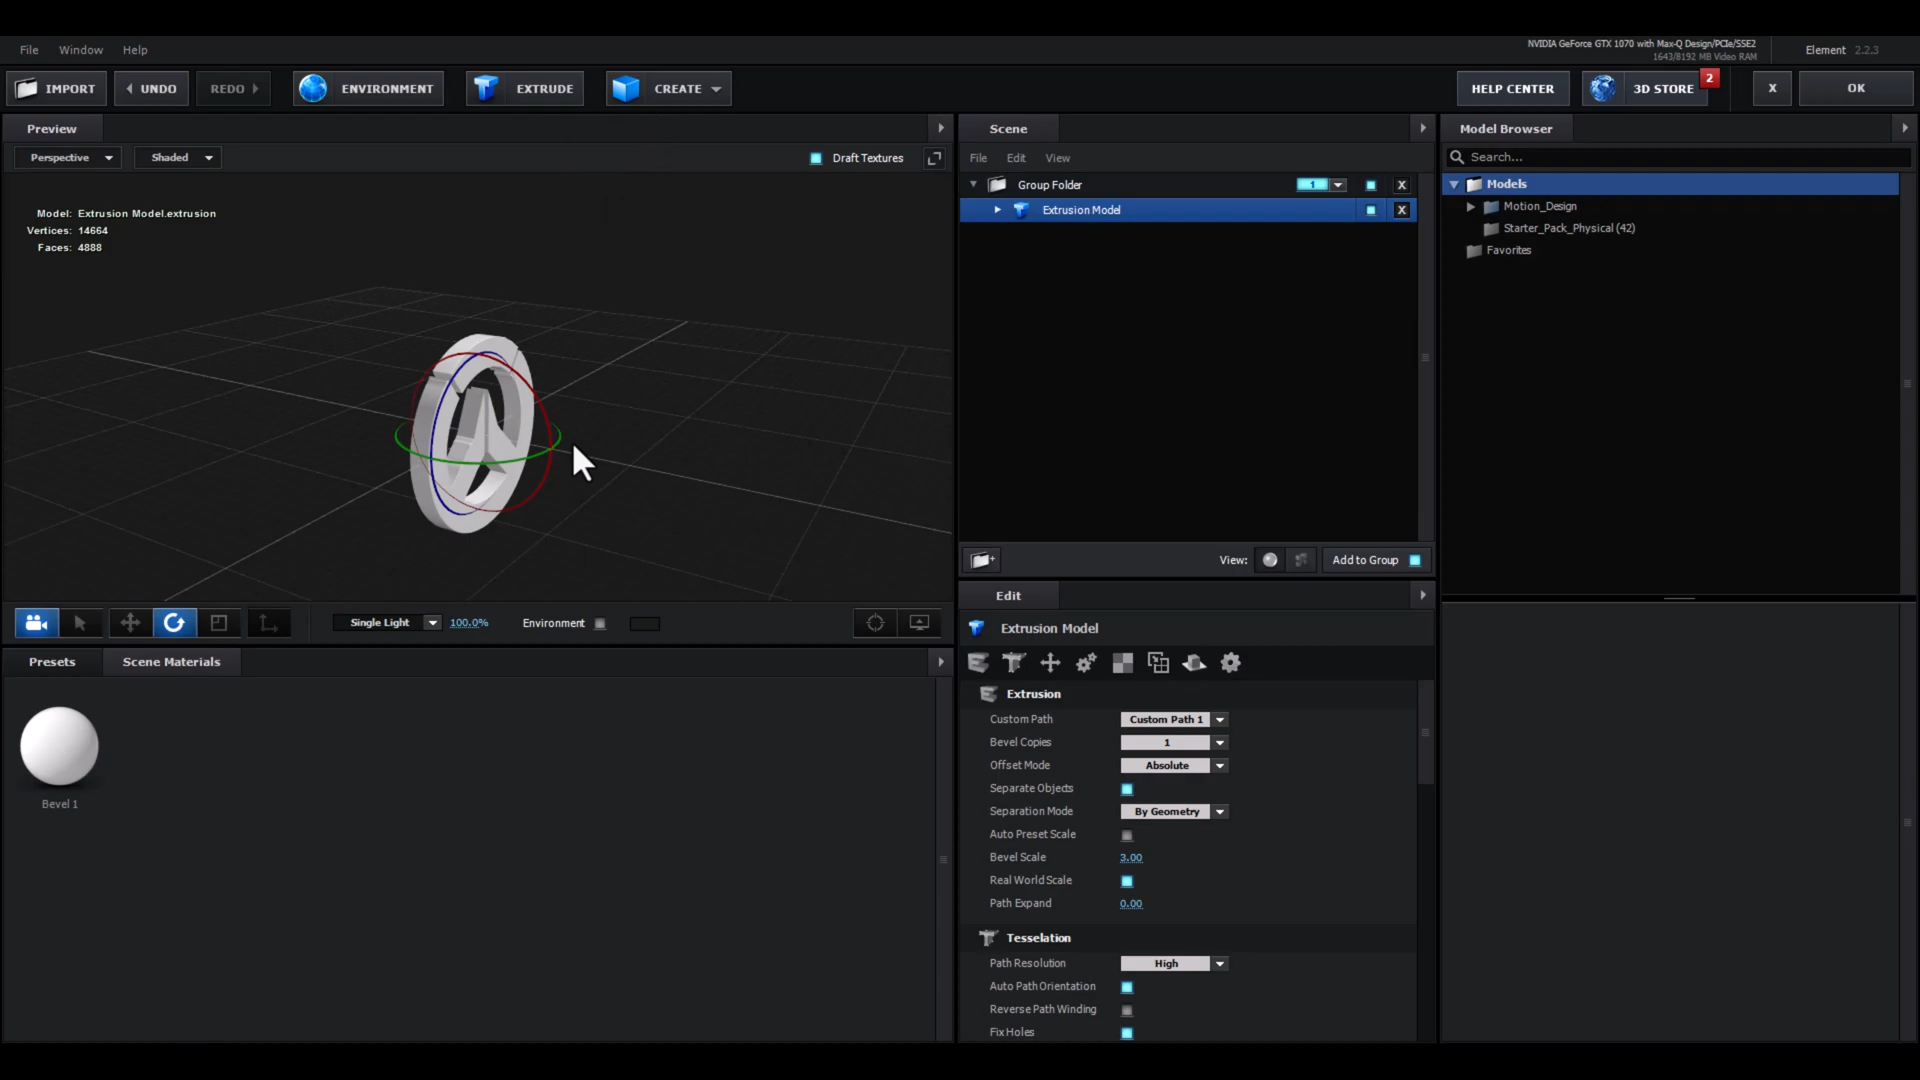 File Window Help
NVIDIA GeForce GTX 1070 with Max-Q Design/PCIe/SSE2
1643/8192 MB Video RAM
Element 2.2.3
IMPORT
UNDO
REDO
ENVIRONMENT
EXTRUDE
CREATE
HELP CENTER
3D STORE
2
X
OK
Preview
Perspective
Shaded
Draft Textures
Model: Extrusion Model.extrusion
Vertices: 14664
Faces: 4888
Single Light
100.0%
Environment
Presets
Scene Materials
Bevel 1
Scene
File Edit View
Group Folder
1
X
Extrusion Model
X
View:
Add to Group
Edit
Extrusion Model
Extrusion
Custom Path Custom Path 1
Bevel Copies 1
Offset Mode Absolute
Separate Objects
Separation Mode By Geometry
Auto Preset Scale
Bevel Scale 3.00
Real World Scale
Path Expand 0.00
Tesselation
Path Resolution High
Auto Path Orientation
Reverse Path Winding
Fix Holes
Model Browser
Search...
Models
Motion_Design
Starter_Pack_Physical (42)
Favorites